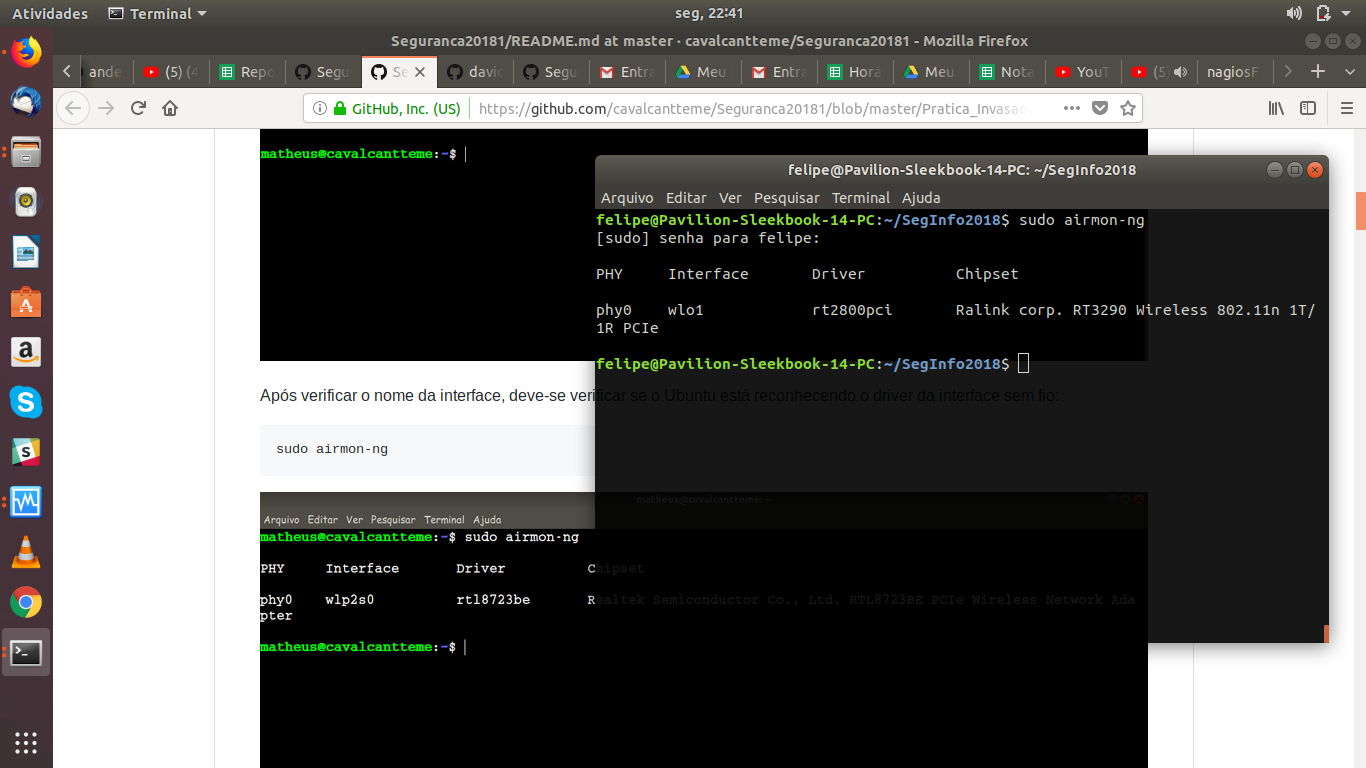 Atividades Terminal seg, 22:41
Seguranca20181/README.md at master · cavalcantteme/Seguranca20181 - Mozilla Firefox
ande (5) (4 Repo Segu Se davi Segu Entra Meu Entra Horá Meu Nota YouT (5) nagiosF
GitHub, Inc. (US) https://github.com/cavalcantteme/Seguranca20181/blob/master/Pratica_Invasao
matheus@cavalcantteme:~$
felipe@Pavilion-Sleekbook-14-PC: ~/SegInfo2018
Arquivo Editar Ver Pesquisar Terminal Ajuda
felipe@Pavilion-Sleekbook-14-PC:~/SegInfo2018$ sudo airmon-ng
[sudo] senha para felipe:
PHY Interface Driver Chipset
phy0 wlo1 rt2800pci Ralink corp. RT3290 Wireless 802.11n 1T/
1R PCIe
felipe@Pavilion-Sleekbook-14-PC:~/SegInfo2018$
Após verificar o nome da interface, deve-se verificar se o Ubuntu está reconhecendo o driver da interface sem fio:
sudo airmon-ng
matheus@cavalcantteme: ~
Arquivo Editar Ver Pesquisar Terminal Ajuda
matheus@cavalcantteme:~$ sudo airmon-ng
PHY Interface Driver Chipset
phy0 wlp2s0 rtl8723be Realtek Semiconductor Co., Ltd. RTL8723BE PCIe Wireless Network Ada
pter
matheus@cavalcantteme:~$